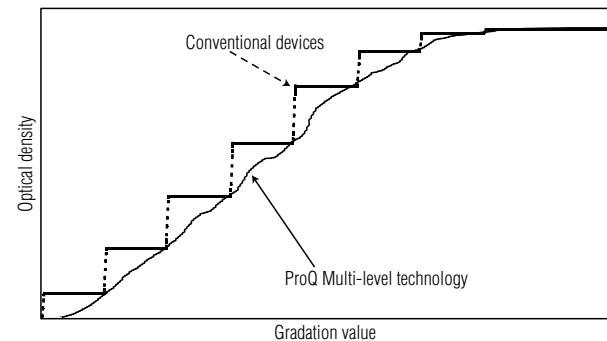 Conventional devices
Optical density
ProQ Multi-level technology
Gradation value